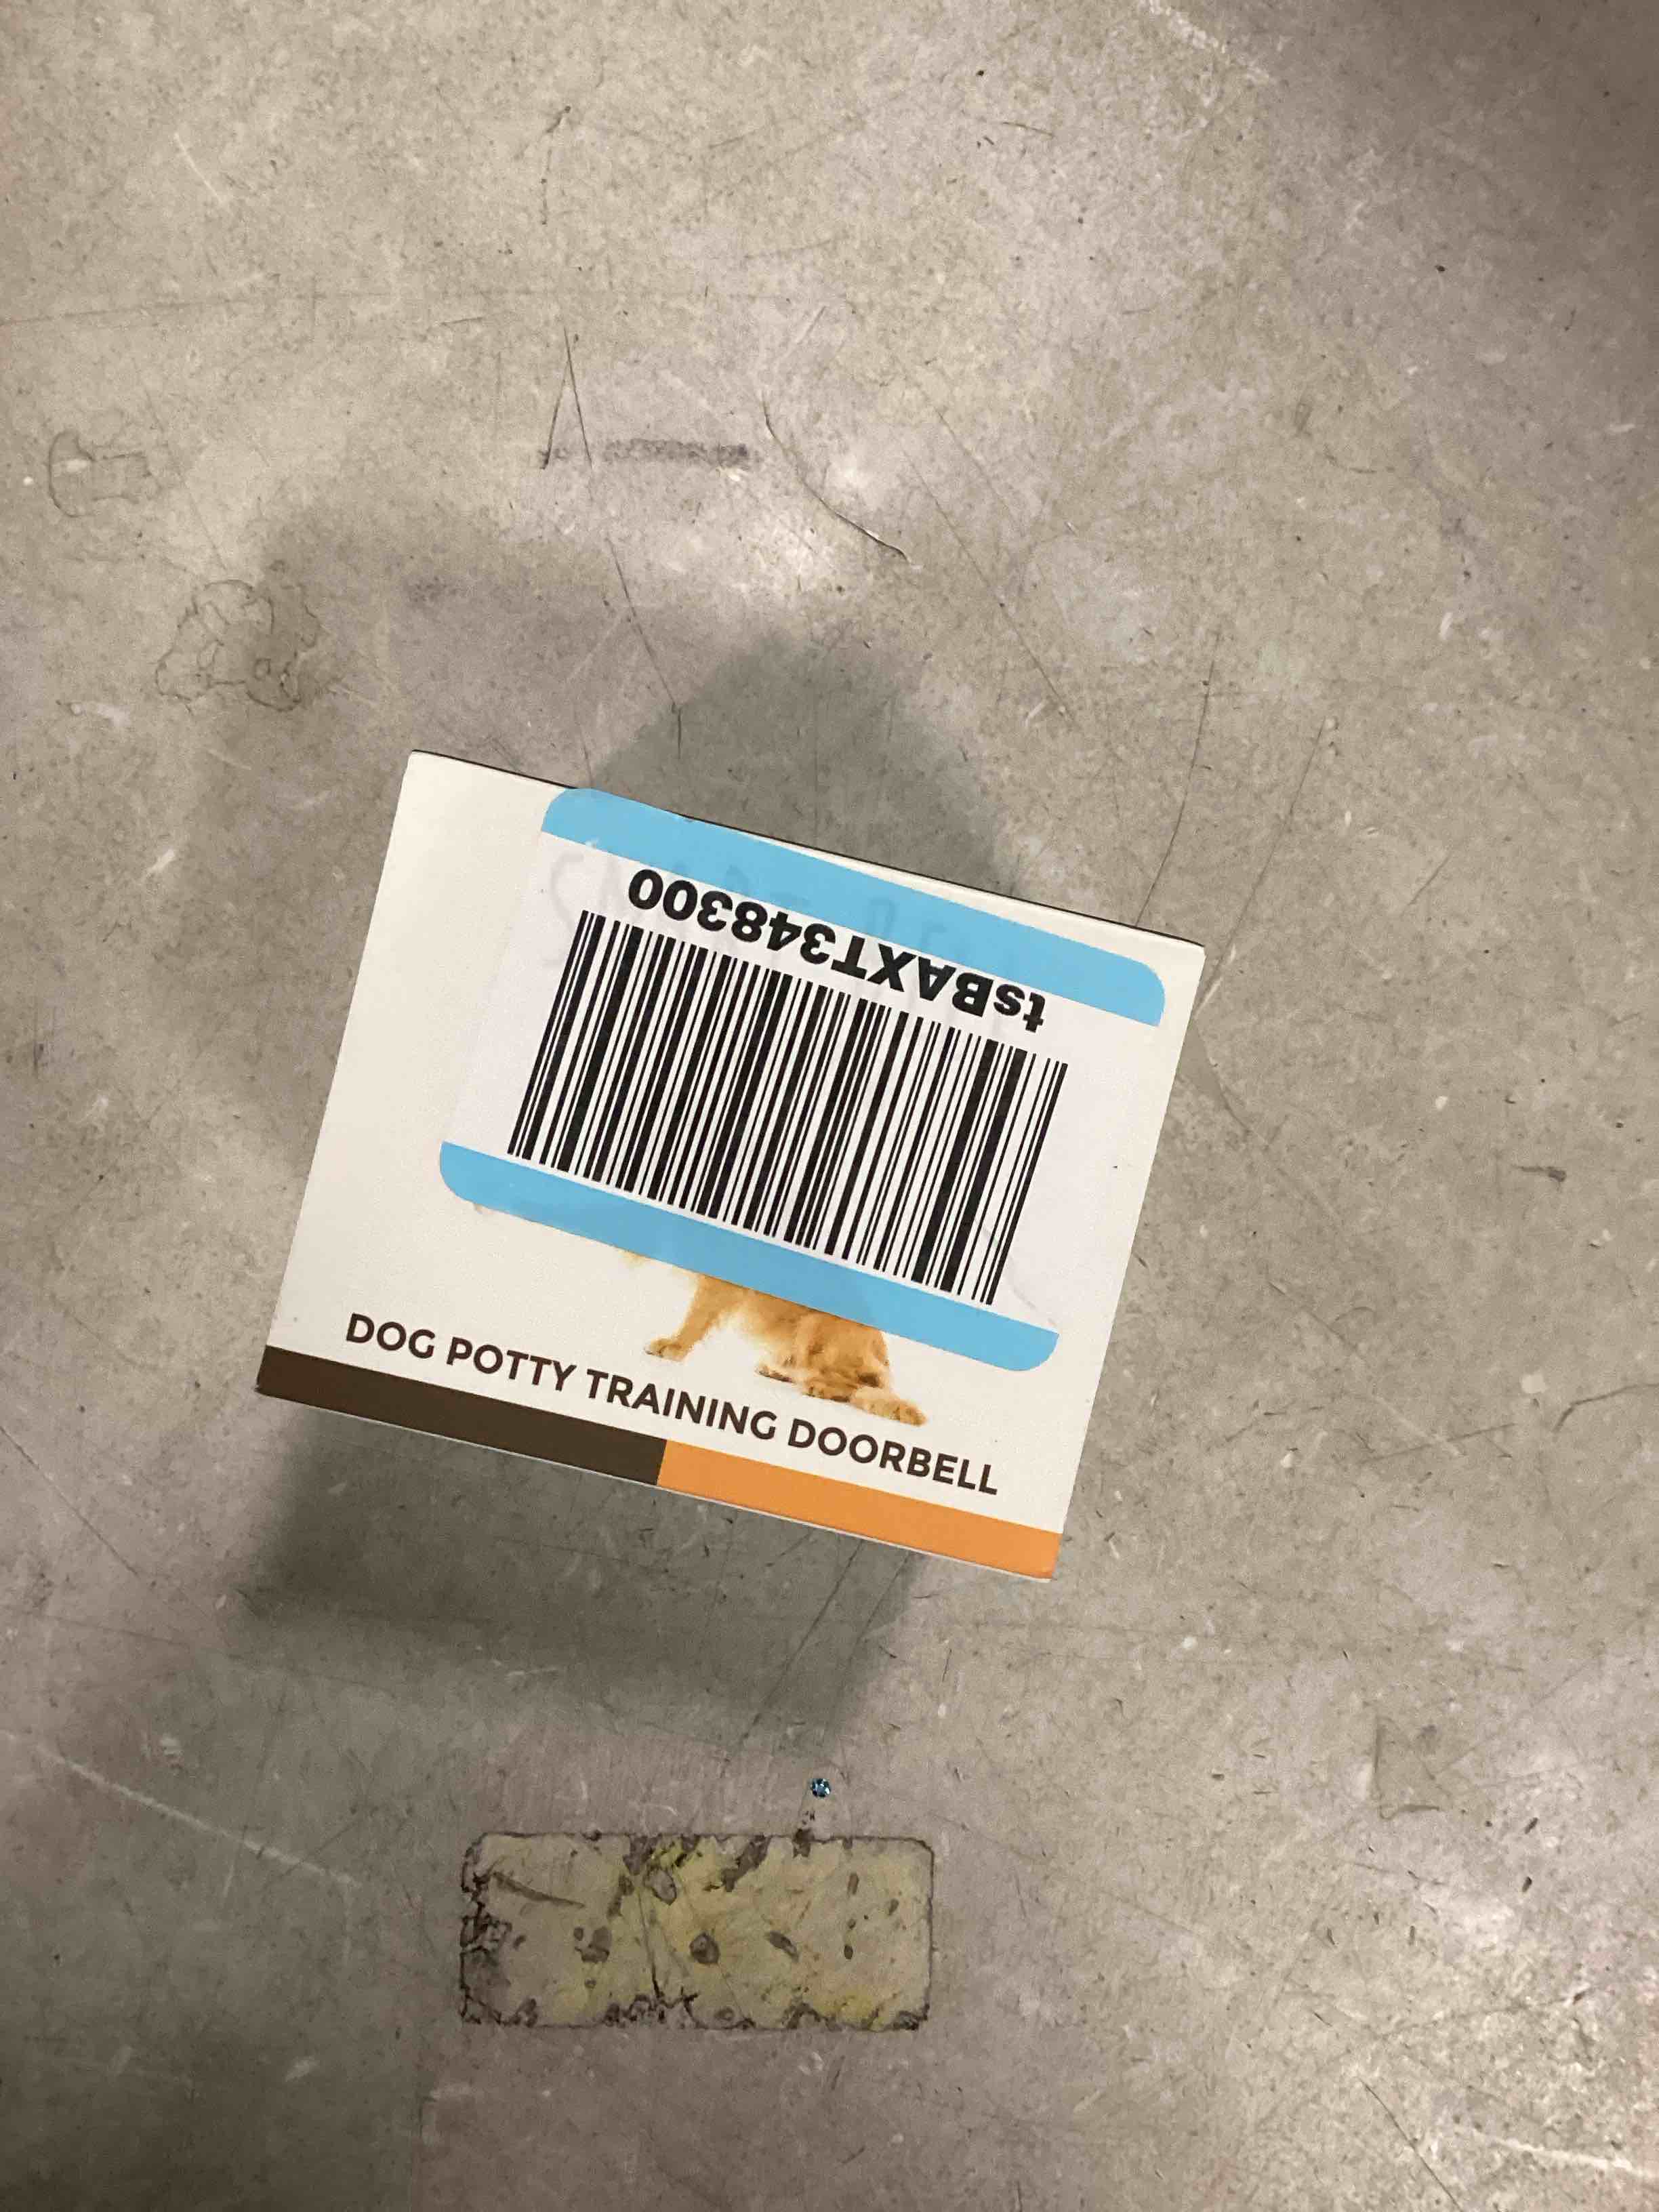 tsBAXT348300
DOG POTTY TRAINING DOORBELL